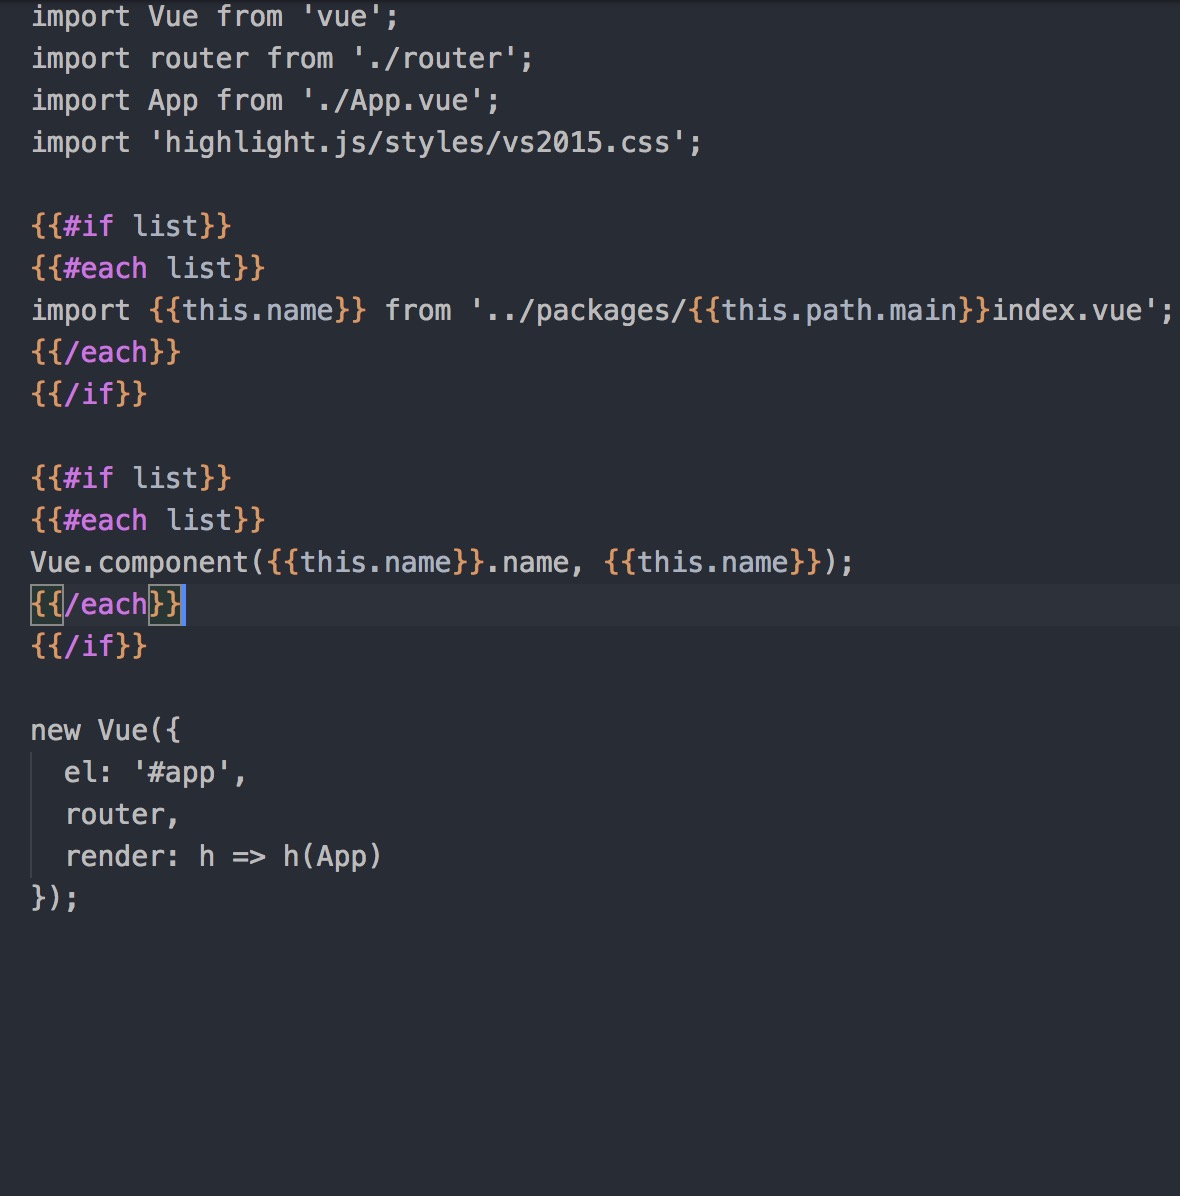 import Vue from 'vue';
import router from './router';
import App from './App.vue';
import 'highlight.js/styles/vs2015.css';
{{#if list}}
{{#each list}}
import {{this.name}} from '../packages/{{this.path.main}}index.vue';
{{/each}}
{{/if}}
{{#if list}}
{{#each list}}
Vue.component({{this.name}}.name, {{this.name}});
{{/each}}
{{/if}}
new Vue({
  el: '#app',
  router,
  render: h => h(App)
});